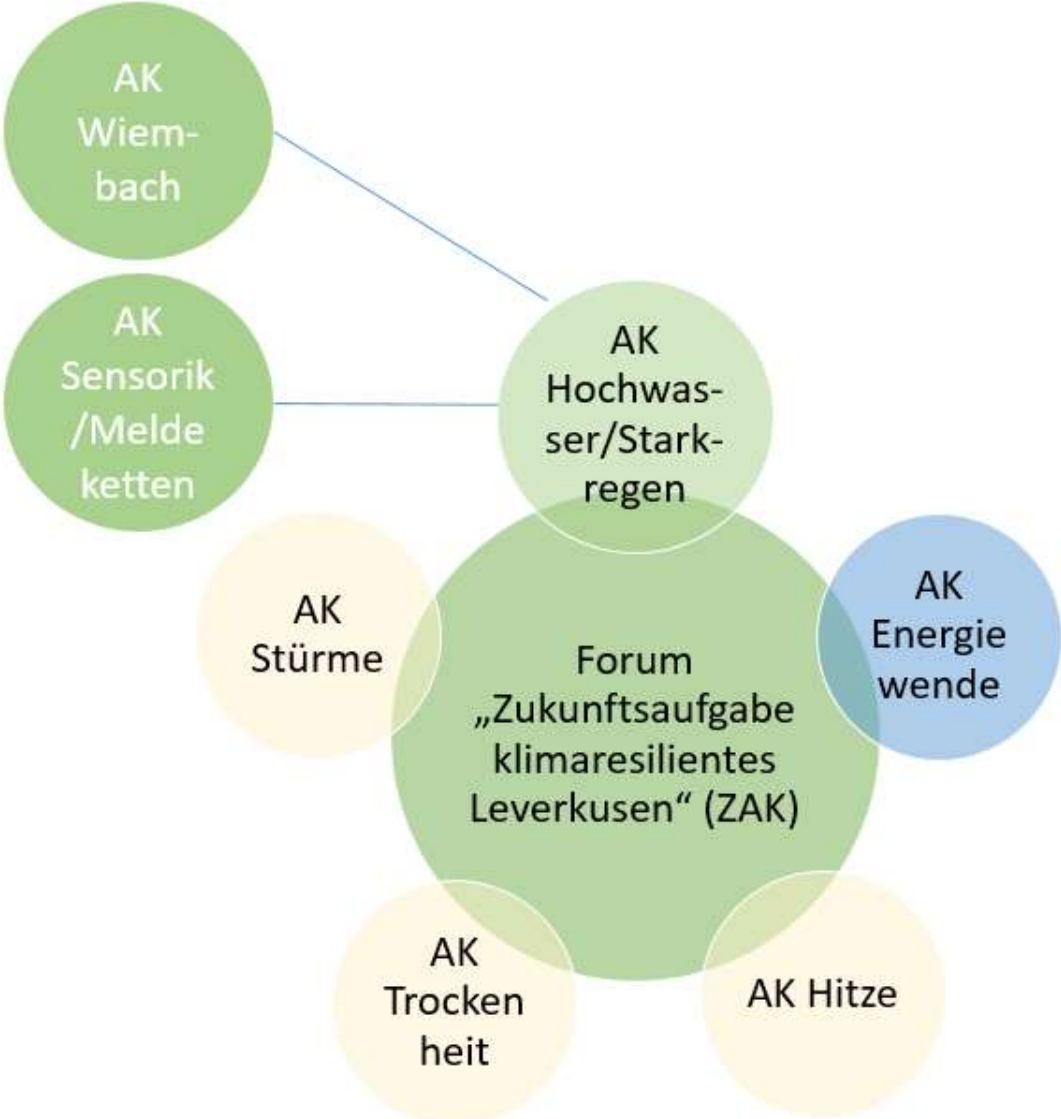 AK
Wiem-
bach
AK
Sensorik
/Melde
ketten
AK
Hochwas-
ser/Stark-
regen
AK
Stürme
AK
Energie
wende
Forum
„Zukunftsaufgabe
klimaresilientes
Leverkusen“ (ZAK)
AK
Trocken
heit
AK Hitze